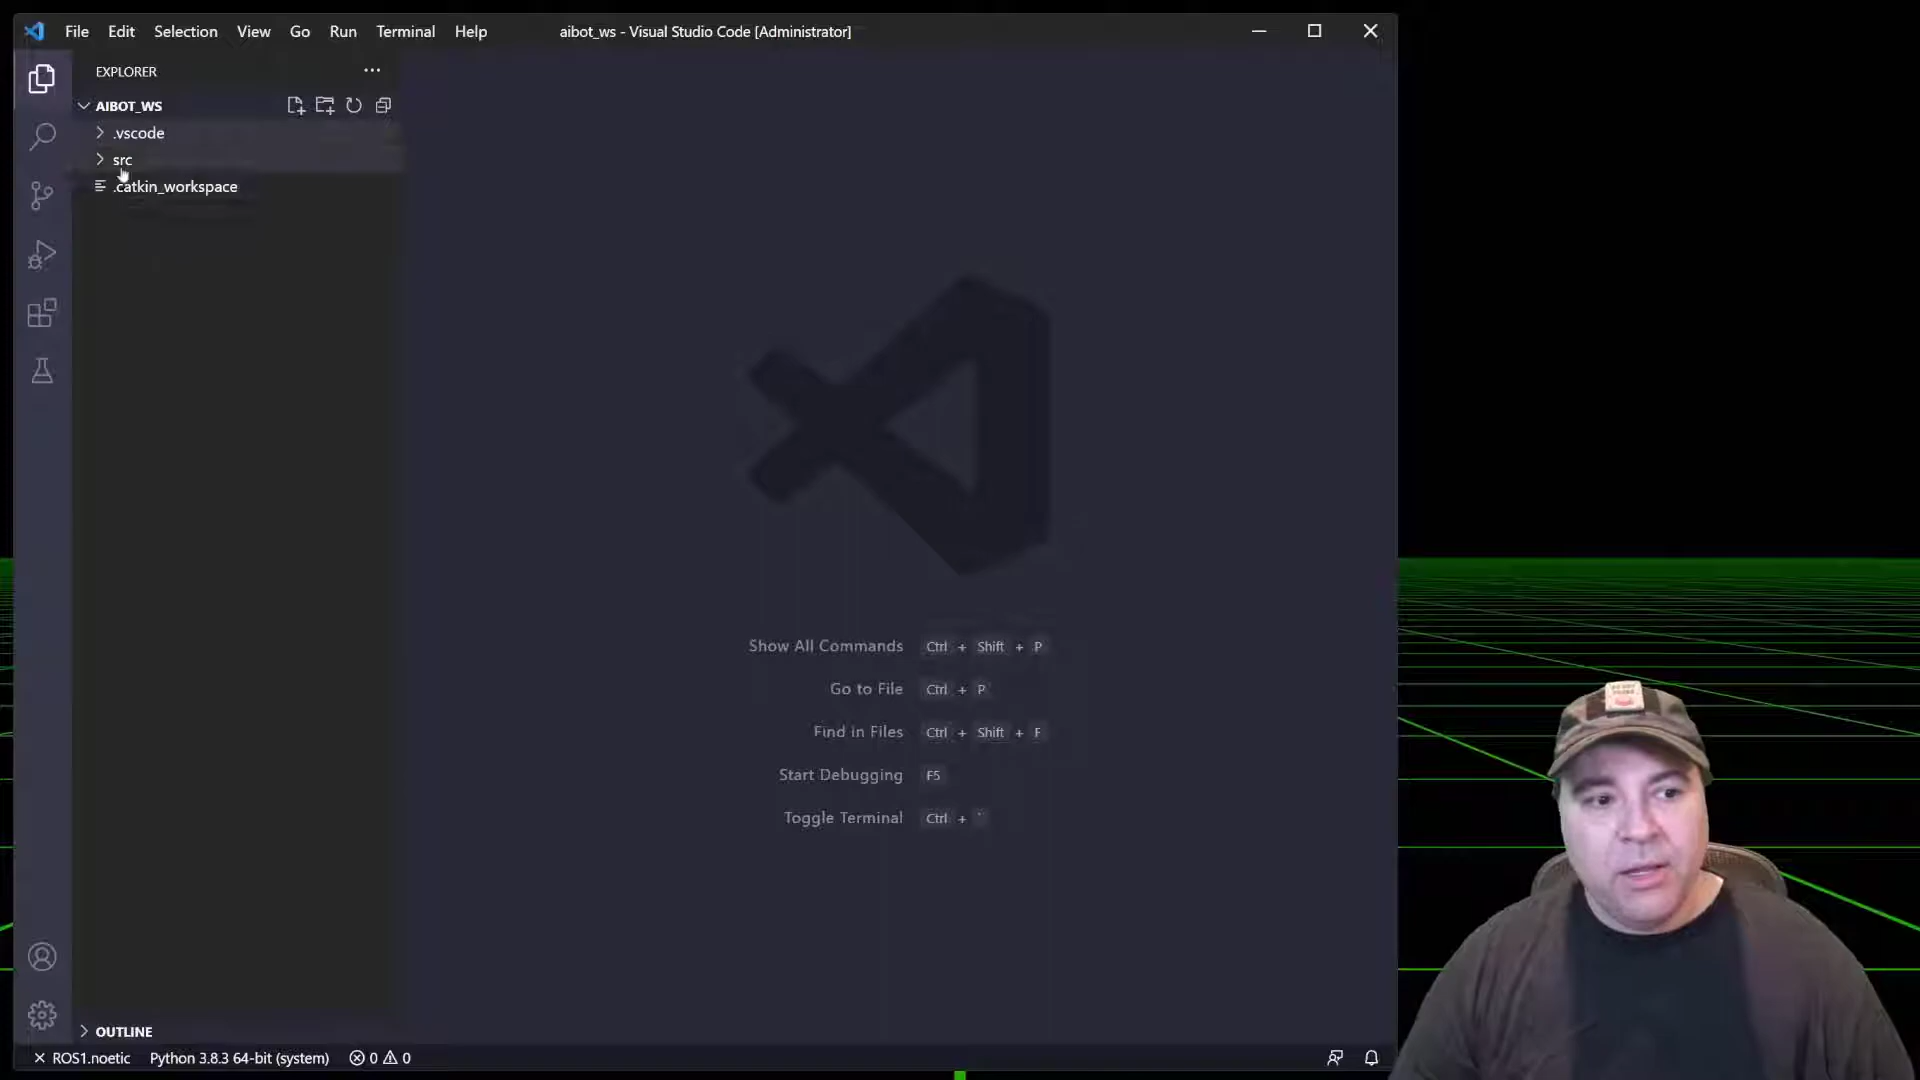 File Edit Selection View Go Run Terminal Help
aibot_ws - Visual Studio Code [Administrator]
EXPLORER
AIBOT_WS
.vscode
src
.catkin_workspace
Show All Commands Ctrl + Shift + P
Go to File Ctrl + P
Find in Files Ctrl + Shift + F
Start Debugging F5
Toggle Terminal Ctrl + `
OUTLINE
ROS1.noetic Python 3.8.3 64-bit (system) 0 0